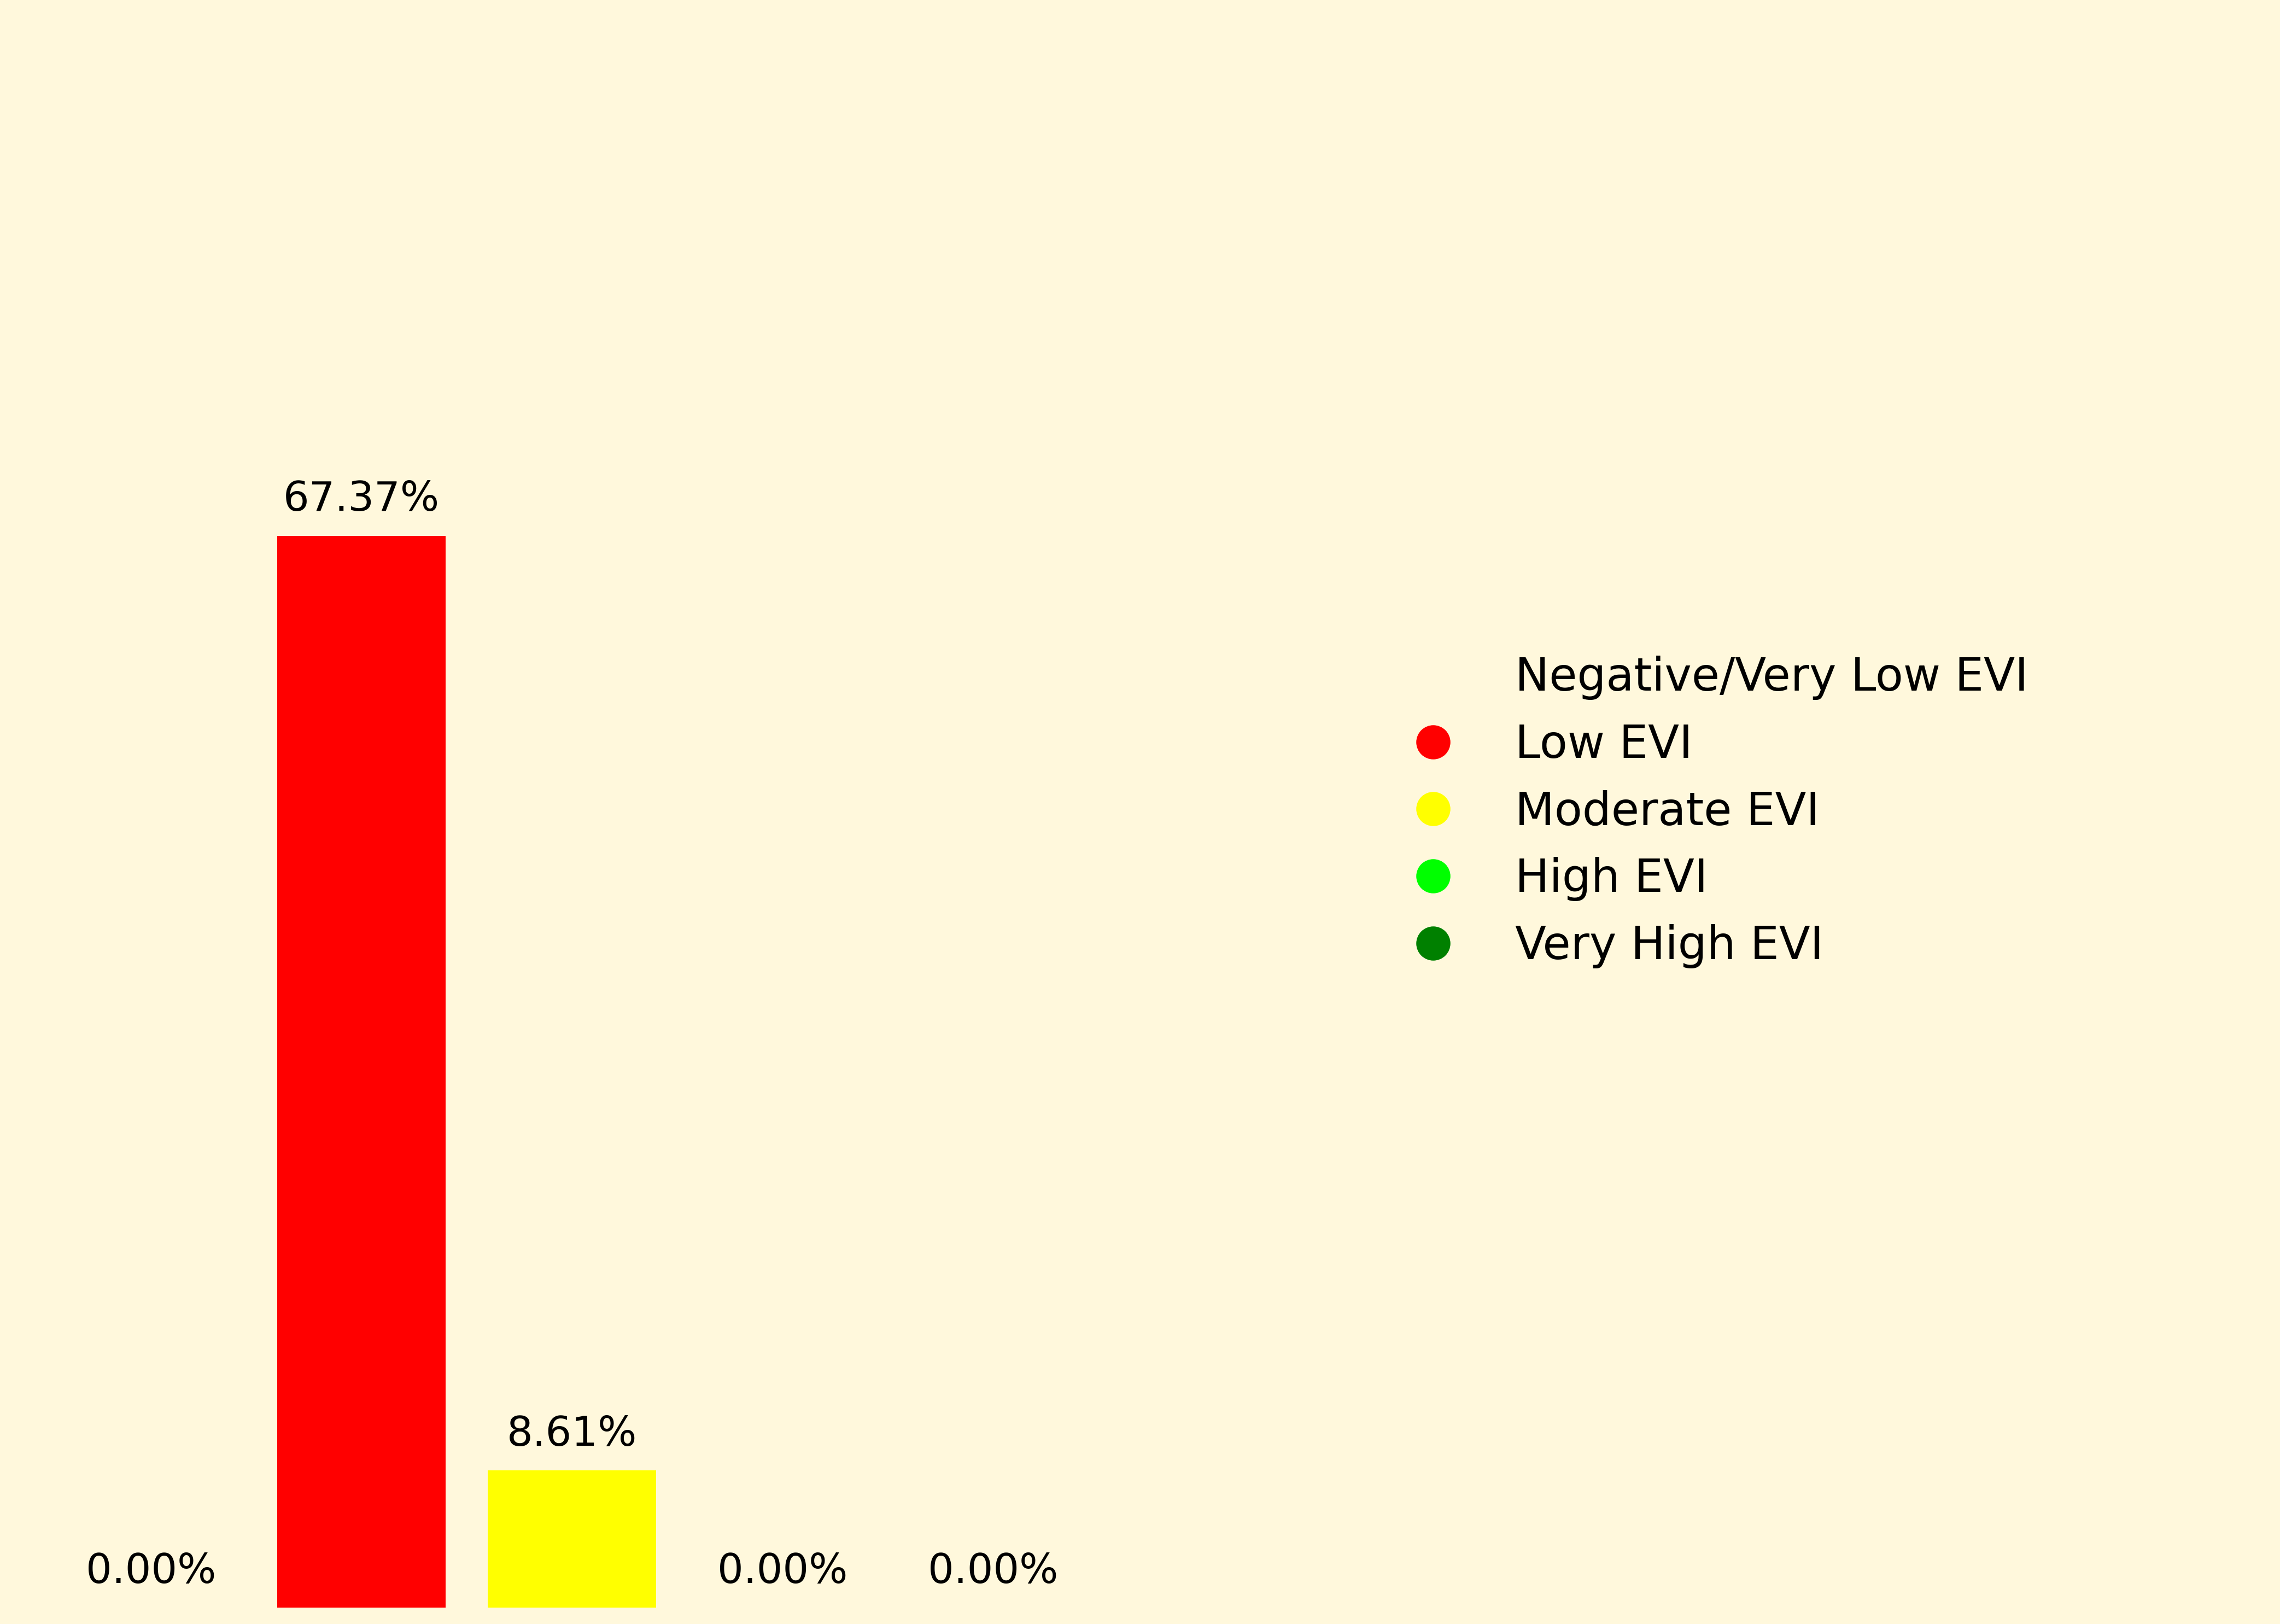 67.37%
8.61%
0.00%
0.00%
0.00%
Negative/Very Low EVI
Low EVI
Moderate EVI
High EVI
Very High EVI